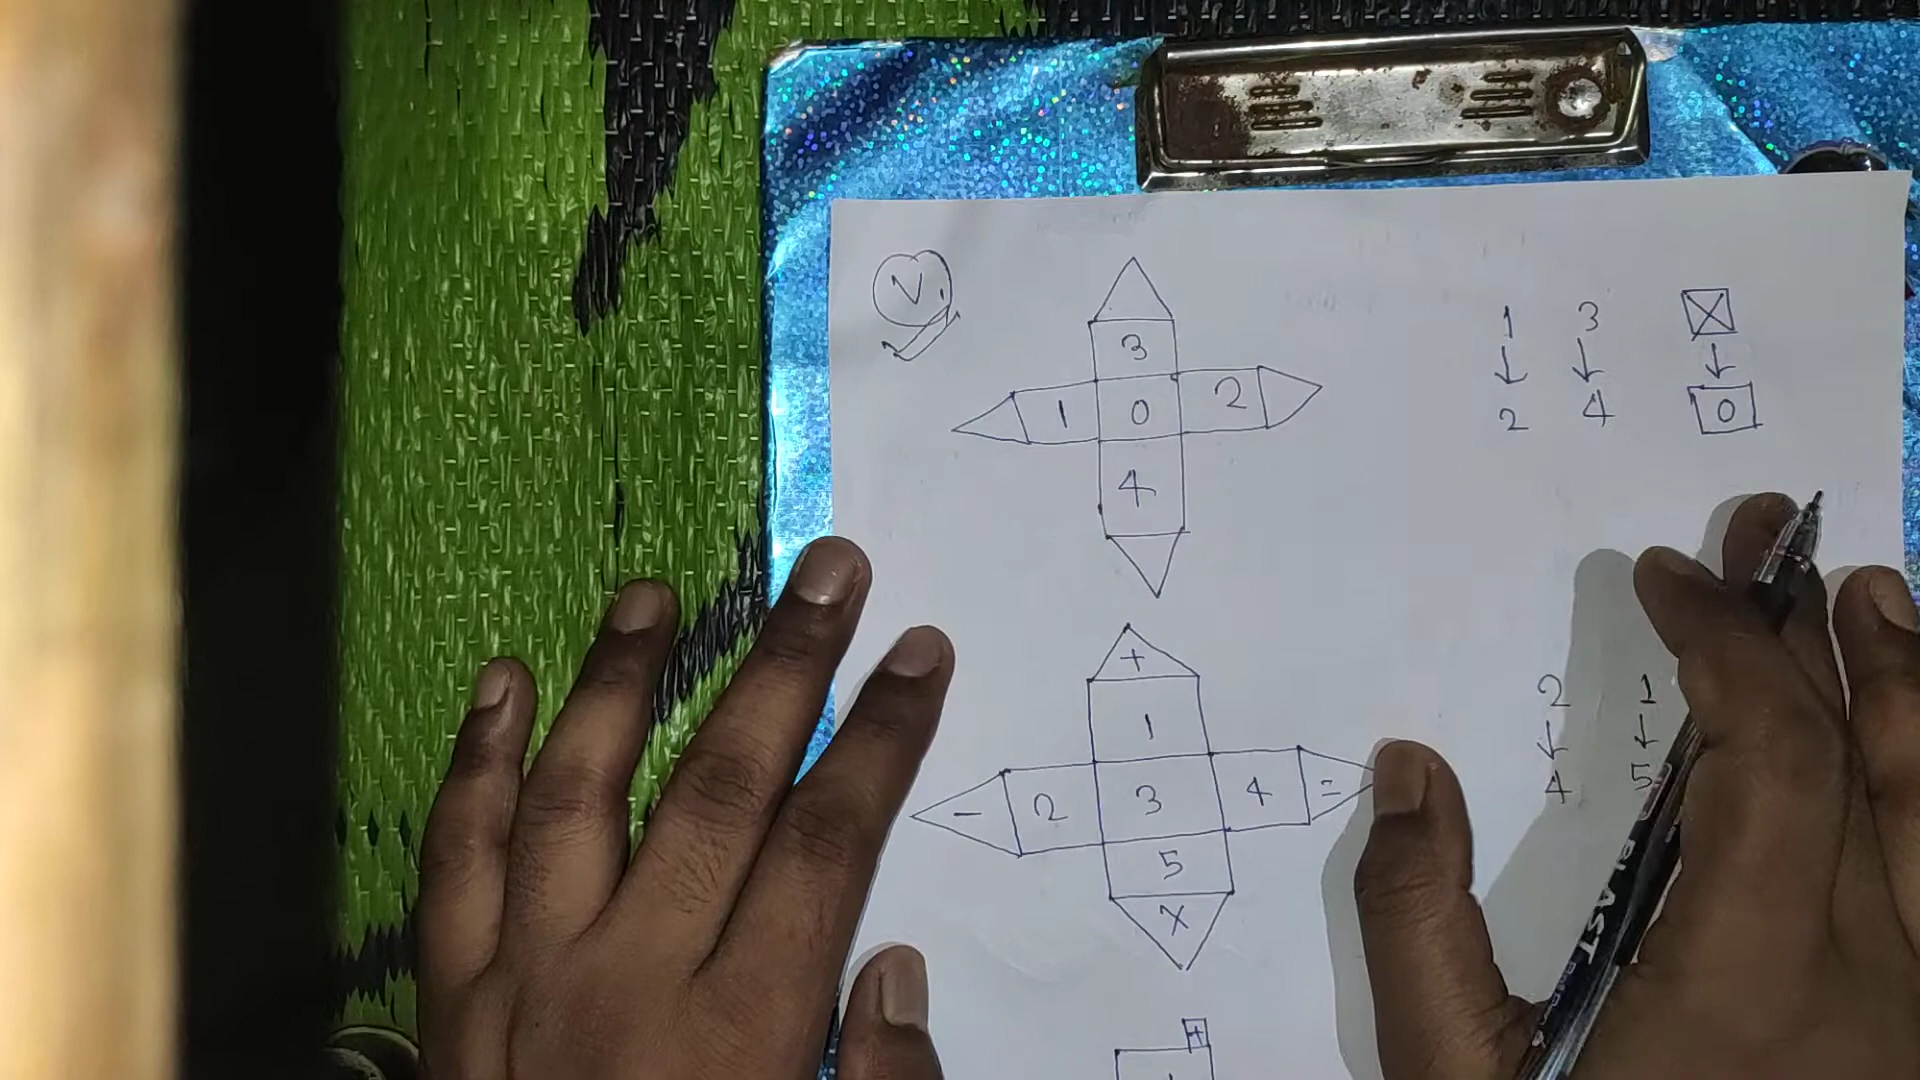 V.
3
1 0 2
4
1 3 X
↓ ↓ ↓
2 4 0
+
1
- 2 3 4 =
5
X
2 1
↓ ↓
4 5
+